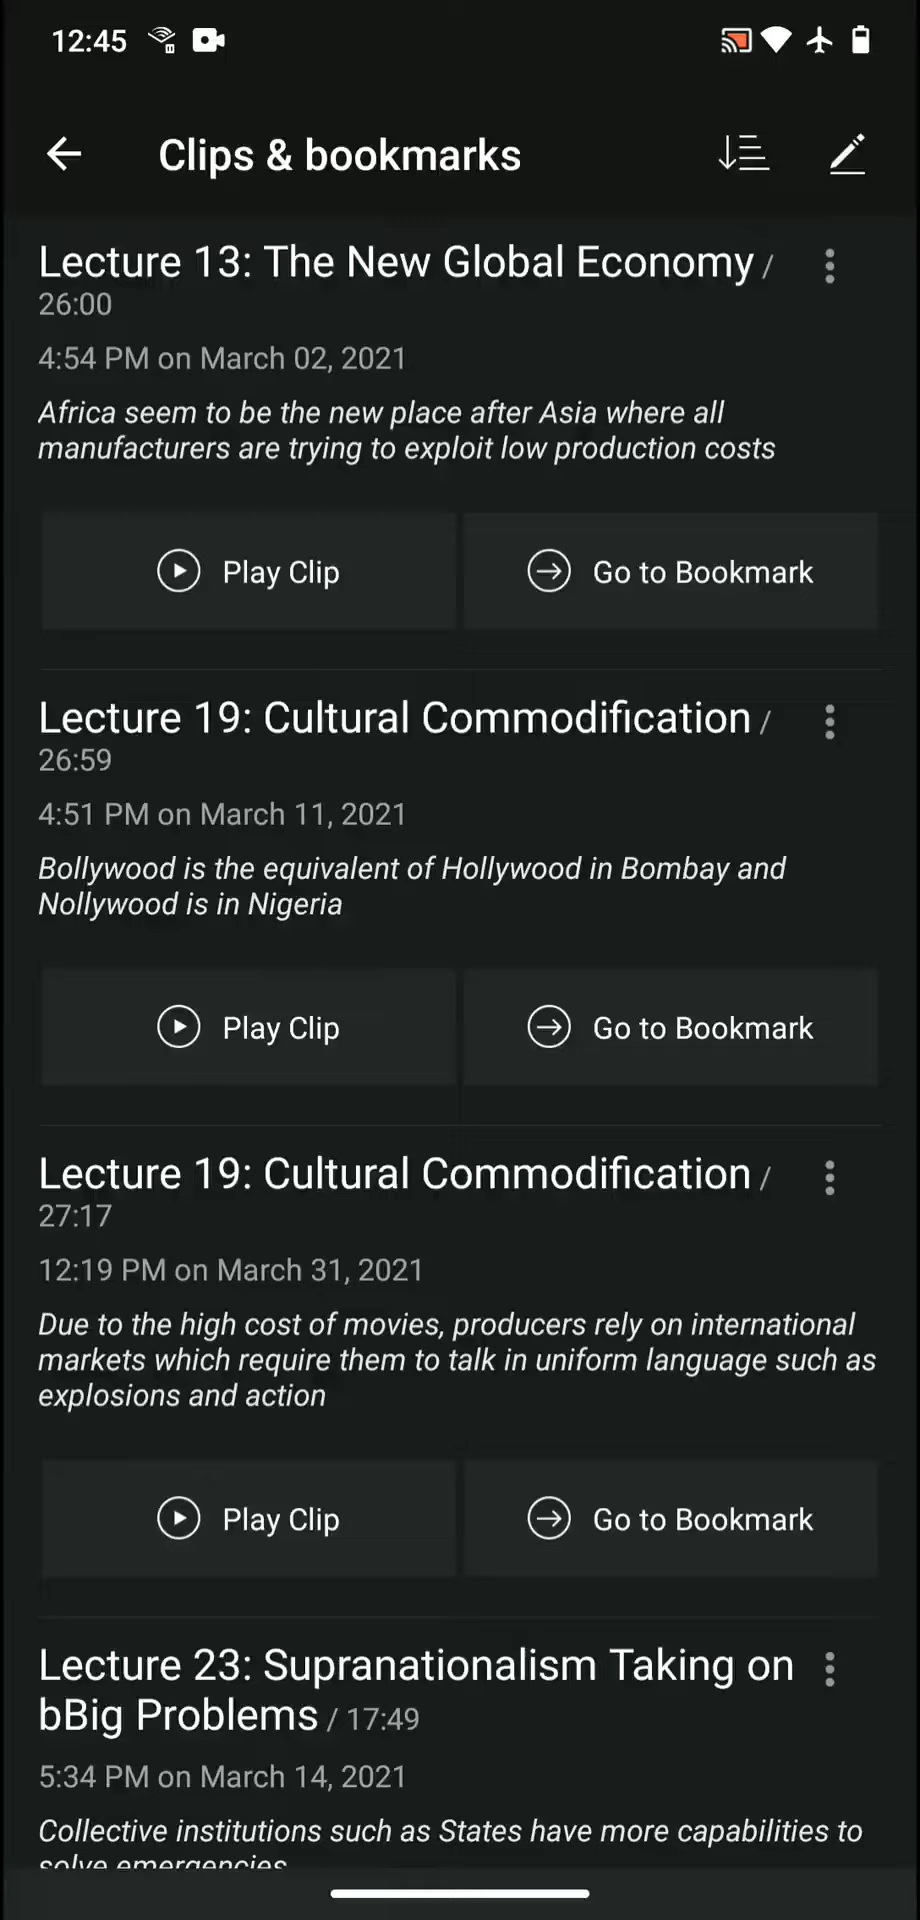 12:45
Clips & bookmarks
Lecture 13: The New Global Economy /
26:00
4:54 PM on March 02, 2021
Africa seem to be the new place after Asia where all
manufacturers are trying to exploit low production costs
Play Clip
Go to Bookmark
Lecture 19: Cultural Commodification /
26:59
4:51 PM on March 11, 2021
Bollywood is the equivalent of Hollywood in Bombay and
Nollywood is in Nigeria
Play Clip
Go to Bookmark
Lecture 19: Cultural Commodification /
27:17
12:19 PM on March 31, 2021
Due to the high cost of movies, producers rely on international
markets which require them to talk in uniform language such as
explosions and action
Play Clip
Go to Bookmark
Lecture 23: Supranationalism Taking on
bBig Problems / 17:49
5:34 PM on March 14, 2021
Collective institutions such as States have more capabilities to
solve emergencies